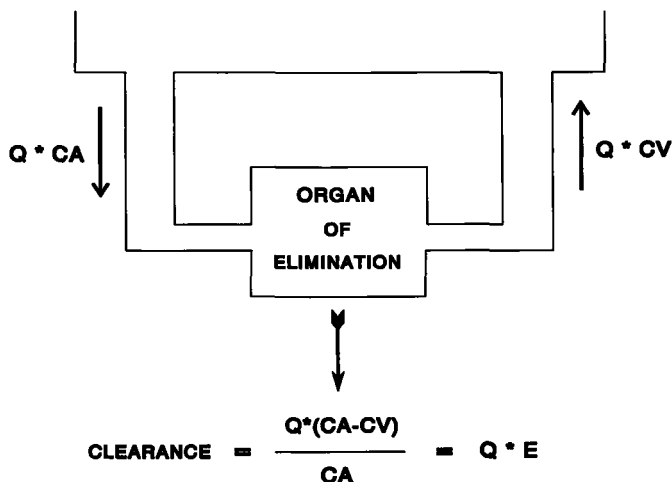 Q * CA
Q * CV
ORGAN
OF
ELIMINATION
CLEARANCE = Q*(CA-CV) / CA = Q * E